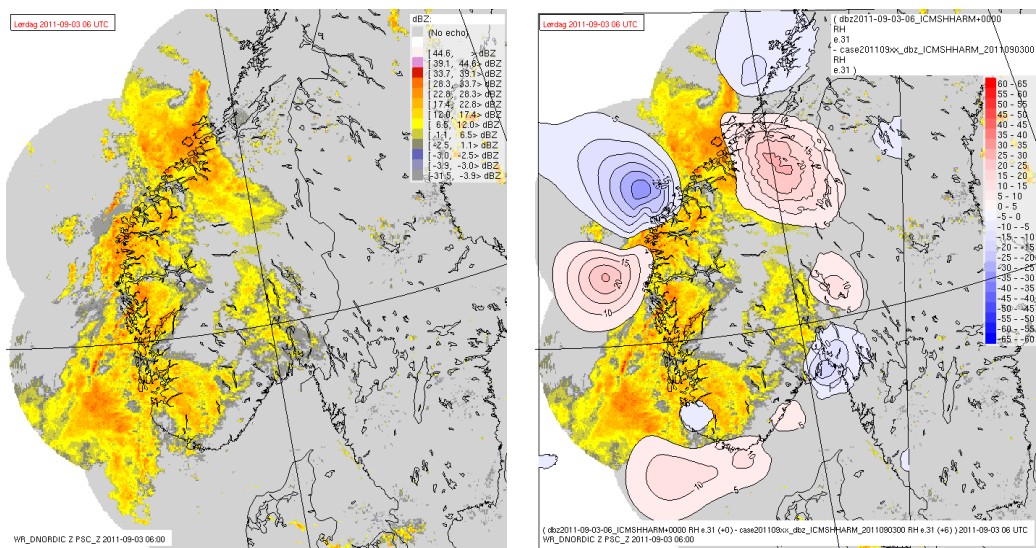 Lørdag 2011-09-03 06 UTC
dBZ:
(No echo)
[ 44.6, > dBZ
[ 39.1, 44.6> dBZ
[ 33.7, 39.1> dBZ
[ 28.3, 33.7> dBZ
[ 22.8, 28.3> dBZ
[ 17.4, 22.8> dBZ
[ 12.0, 17.4> dBZ
[ 6.5, 12.0> dBZ
[ 1.1, 6.5> dBZ
[ -2.5, 1.1> dBZ
[ -3.0, -2.5> dBZ
[ -3.9, -3.0> dBZ
[ -31.5, -3.9> dBZ
WR_DNORDIC Z PSC_Z 2011-09-03 06:00
Lørdag 2011-09-03 06 UTC
( dbz2011-09-03-06_ICMSHHARM+0000
RH
e.31
- case201109xx_dbz_ICMSHHARM_2011090300
RH
e.31 )
60 - 65
55 - 60
50 - 55
45 - 50
40 - 45
35 - 40
30 - 35
25 - 30
20 - 25
15 - 20
10 - 15
5 - 10
0 - 5
-5 - 0
-10 - -5
-15 - -10
-20 - -15
-25 - -20
-30 - -25
-35 - -30
-40 - -35
-45 - -40
-50 - -45
-55 - -50
-60 - -55
-65 - -60
15
20
10
15
10
5
10
5
5
( dbz2011-09-03-06_ICMSHHARM+0000 RH e.31 (+0) - case201109xx_dbz_ICMSHHARM_2011090300 RH e.31 (+6) ) 2011-09-03 06 UTC
WR_DNORDIC Z PSC_Z 2011-09-03 06:00